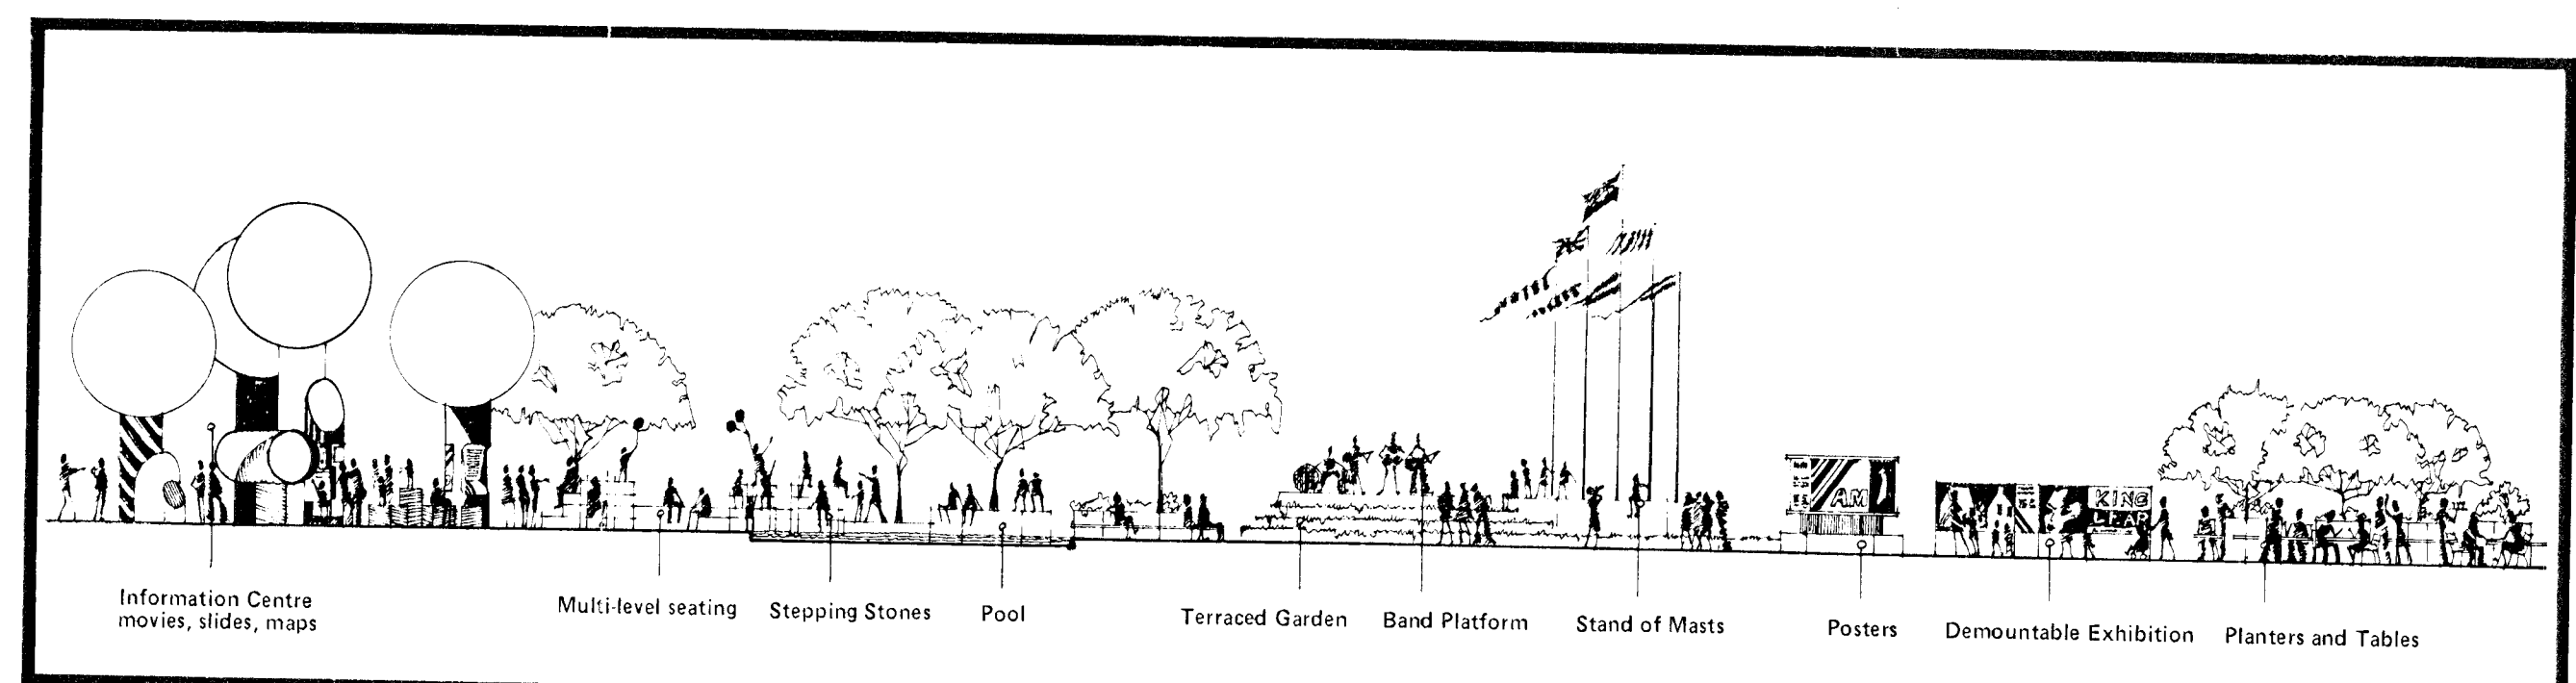 AM
KING
LEAR
Information Centre
movies, slides, maps
Multi-level seating
Stepping Stones
Pool
Terraced Garden
Band Platform
Stand of Masts
Posters
Demountable Exhibition
Planters and Tables